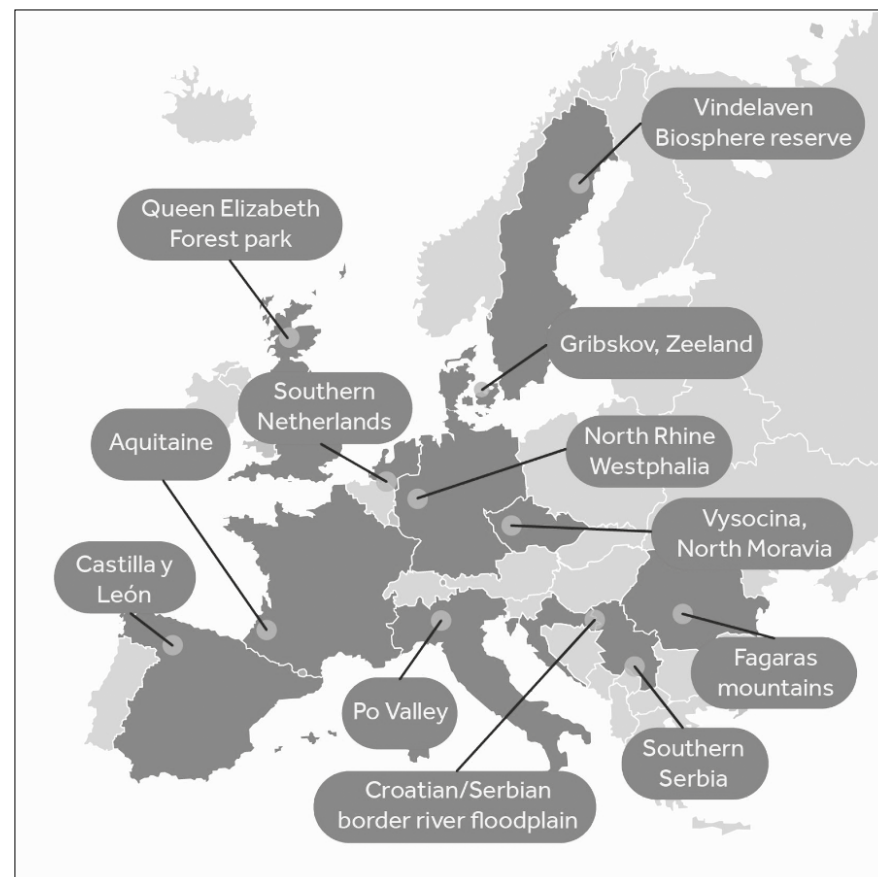 Vindelaven
Biosphere reserve
Queen Elizabeth
Forest park
Gribskov, Zeeland
Southern
Netherlands
Aquitaine
North Rhine
Westphalia
Vysocina,
North Moravia
Castilla y
León
Fagaras
mountains
Po Valley
Southern
Serbia
Croatian/Serbian
border river floodplain